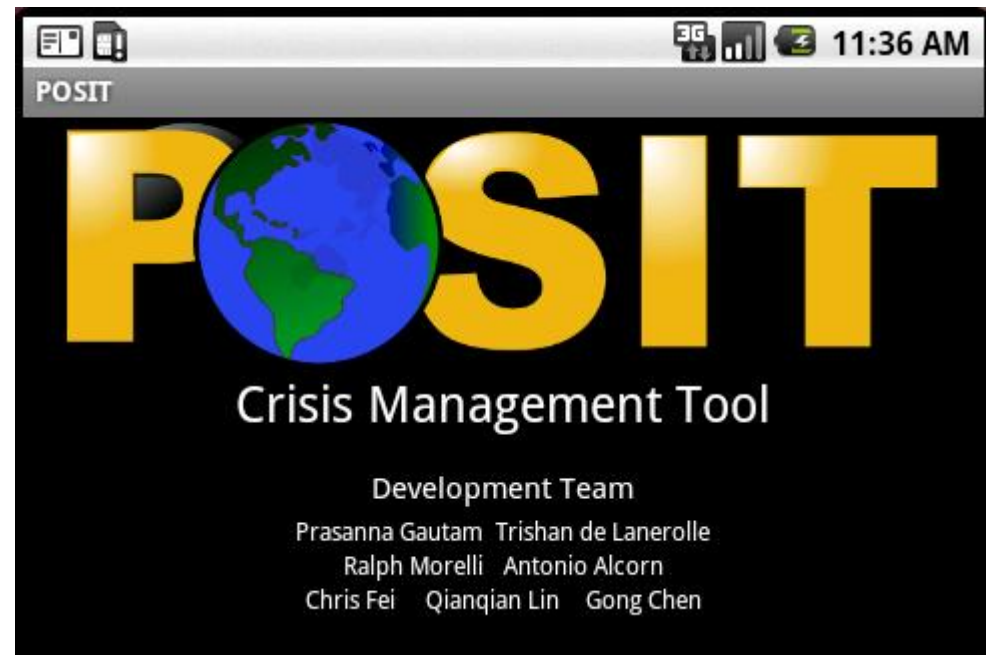 3G 11:36 AM
POSIT
POSIT
Crisis Management Tool
Development Team
Prasanna Gautam Trishan de Lanerolle
Ralph Morelli Antonio Alcorn
Chris Fei Qianqian Lin Gong Chen